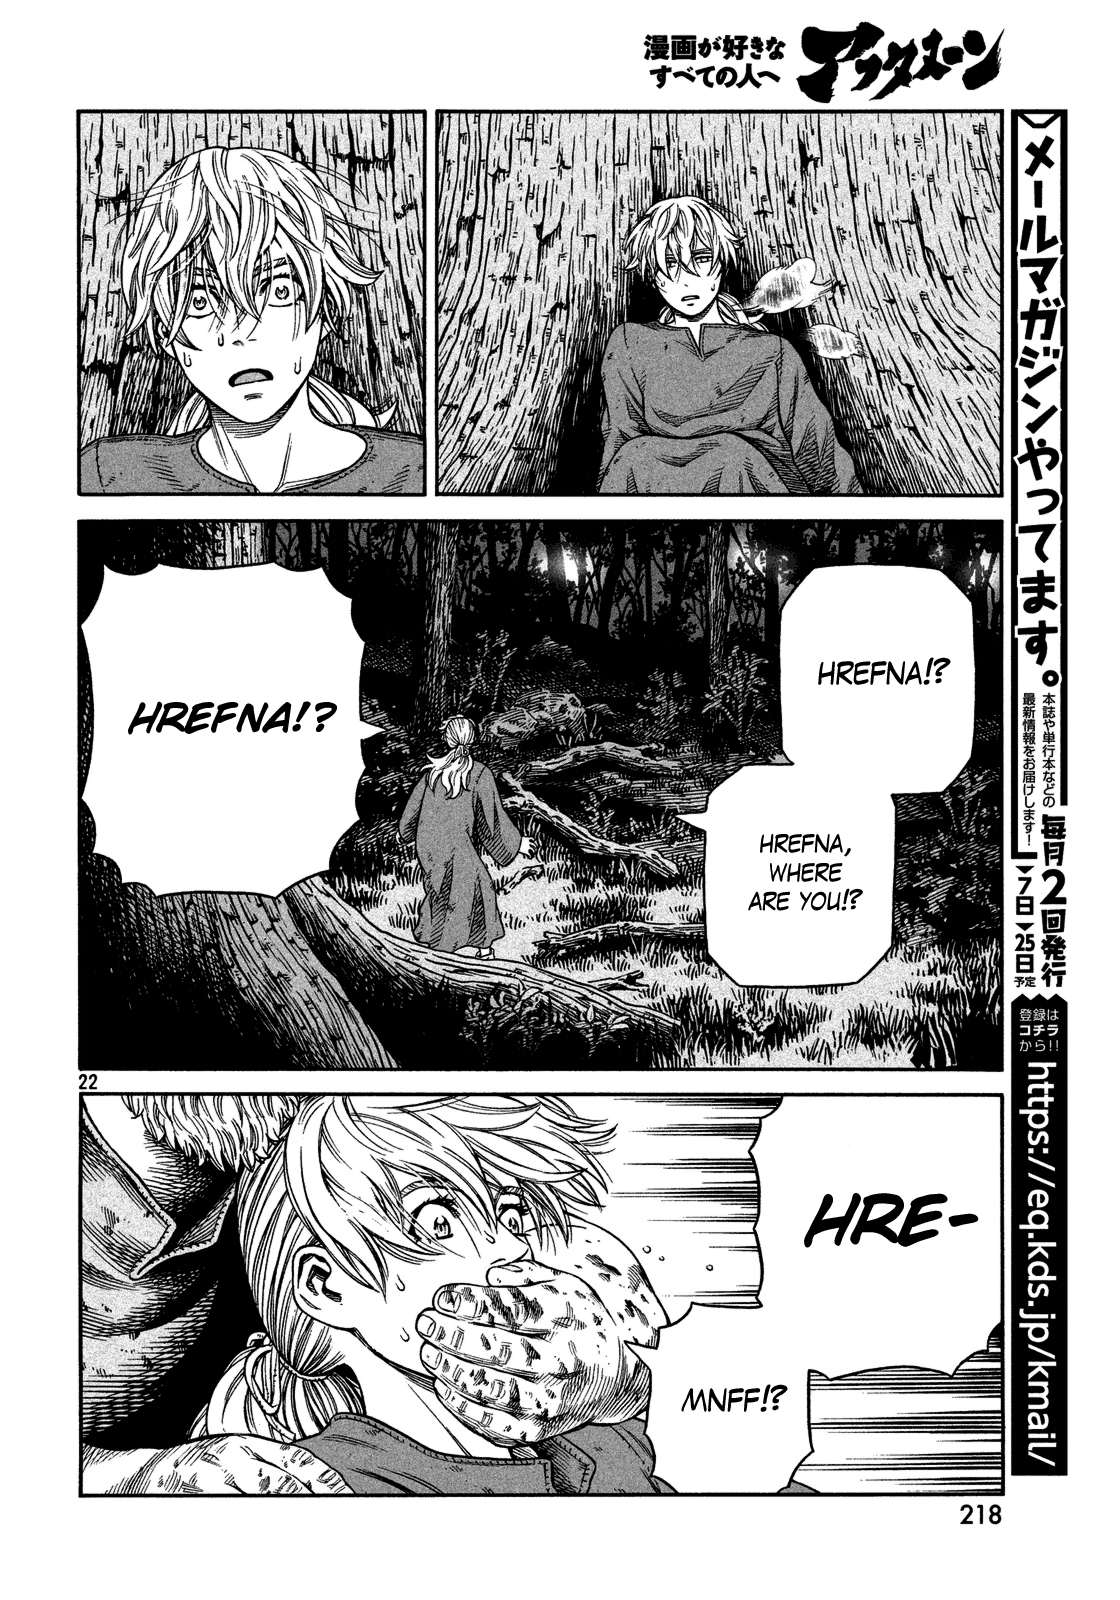 漫画が好きな
すべての人へ
アフタヌーン
HREFNA!?
HREFNA,
WHERE
ARE YOU!?
HREFNA!?
22
HRE-
MNFF!?
218
メールマガジンやってます。
本誌や単行本などの
最新情報をお届けします!
毎月2回発行
▼7日▼25日予定
登録は
コチラ
から!!
https://eq.kds.jp/kmail/